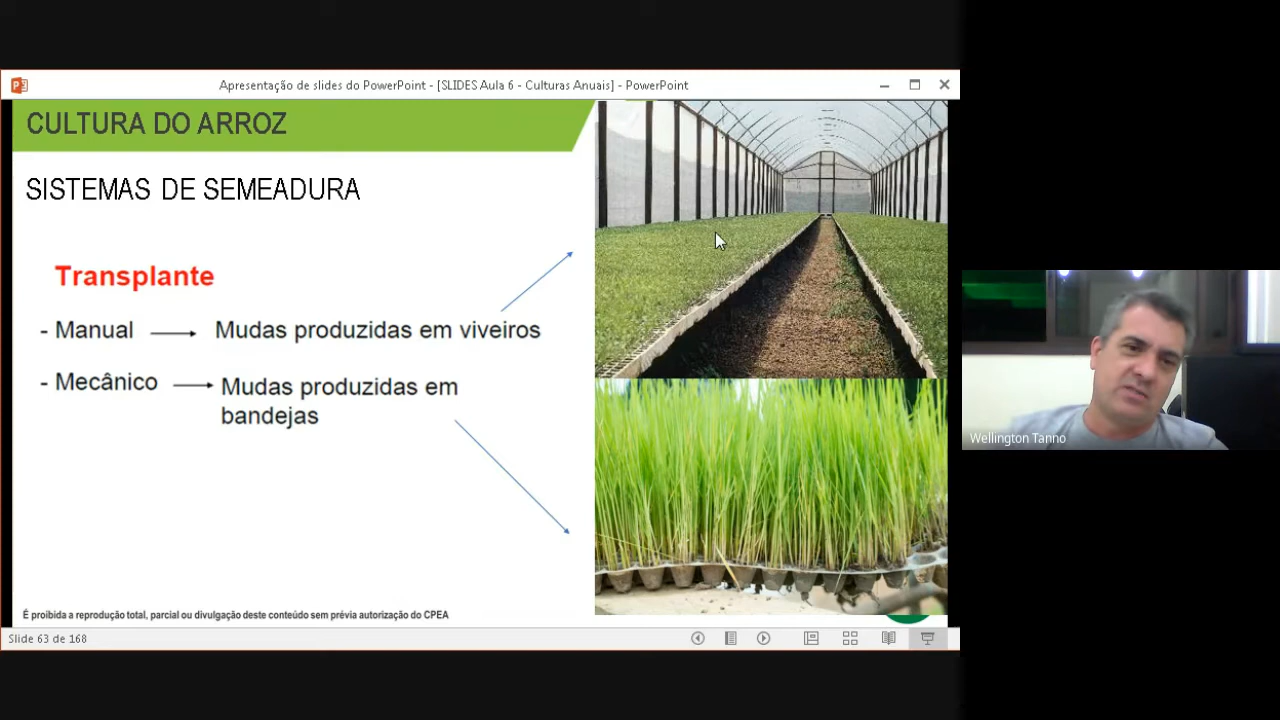 Apresentação de slides do PowerPoint - [SLIDES Aula 6 - Culturas Anuais] - PowerPoint
CULTURA DO ARROZ
SISTEMAS DE SEMEADURA
Transplante
- Manual
Mudas produzidas em viveiros
- Mecânico
Mudas produzidas em
bandejas
É proibida a reprodução total, parcial ou divulgação deste conteúdo sem prévia autorização do CPEA
Slide 63 de 168
Wellington Tanno